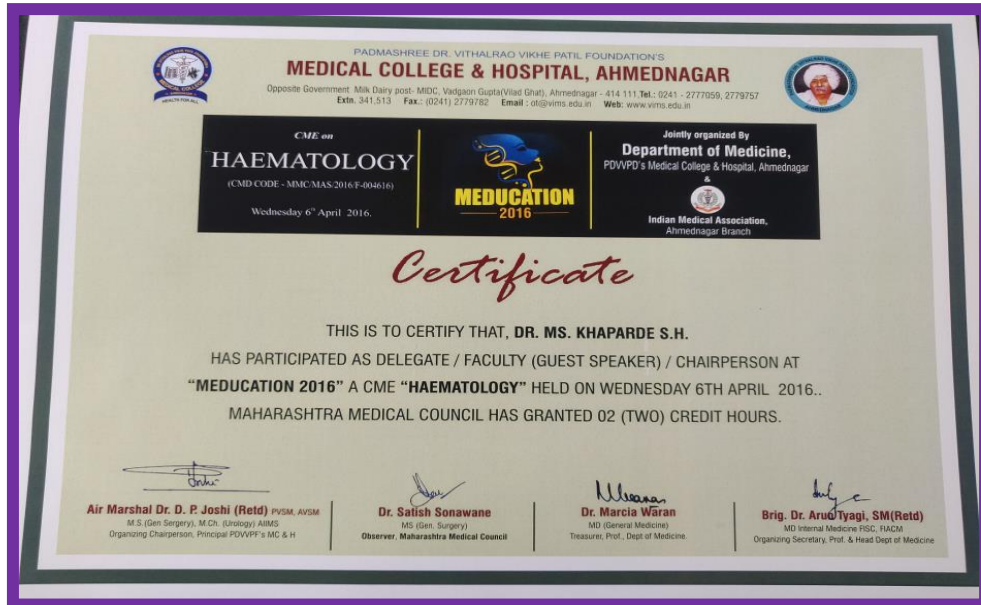 PADMASHREE DR. VITHALRAO VIKHE PATIL FOUNDATION'S
MEDICAL COLLEGE & HOSPITAL, AHMEDNAGAR
Opposite Government Milk Dairy post- MIDC, Vadgaon Gupta(Vilad Ghat), Ahmednagar - 414 111.Tel.: 0241 - 2777059, 2779757
Extn. 341,513 Fax.: (0241) 2779782 Email : ot@vims.edu.in Web: www.vims.edu.in
HEALTH FOR ALL
CME on
HAEMATOLOGY
(CMD CODE - MMC/MAS/2016/F-004616)
Wednesday 6th April 2016.
MEDUCATION
2016
Jointly organized By
Department of Medicine,
PDVVPD's Medical College & Hospital, Ahmednagar
&
Indian Medical Association,
Ahmednagar Branch
Certificate
THIS IS TO CERTIFY THAT, DR. MS. KHAPARDE S.H.
HAS PARTICIPATED AS DELEGATE / FACULTY (GUEST SPEAKER) / CHAIRPERSON AT
“MEDUCATION 2016” A CME “HAEMATOLOGY” HELD ON WEDNESDAY 6TH APRIL 2016..
MAHARASHTRA MEDICAL COUNCIL HAS GRANTED 02 (TWO) CREDIT HOURS.
Air Marshal Dr. D. P. Joshi (Retd) PVSM, AVSM
M.S.(Gen Sergery), M.Ch. (Urology) AIIMS
Organizing Chairperson, Principal PDVVPF's MC & H
Dr. Satish Sonawane
MS (Gen. Surgery)
Observer, Maharashtra Medical Council
Dr. Marcia Waran
MD (General Medicine)
Treasurer, Prof., Dept of Medicine.
Brig. Dr. Arud Tyagi, SM(Retd)
MD Internal Medicine FISC, FIACM
Organizing Secretary, Prof. & Head Dept of Medicine